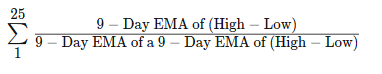 25
∑
1
9 – Day EMA of (High – Low)
9 – Day EMA of a 9 – Day EMA of (High – Low)